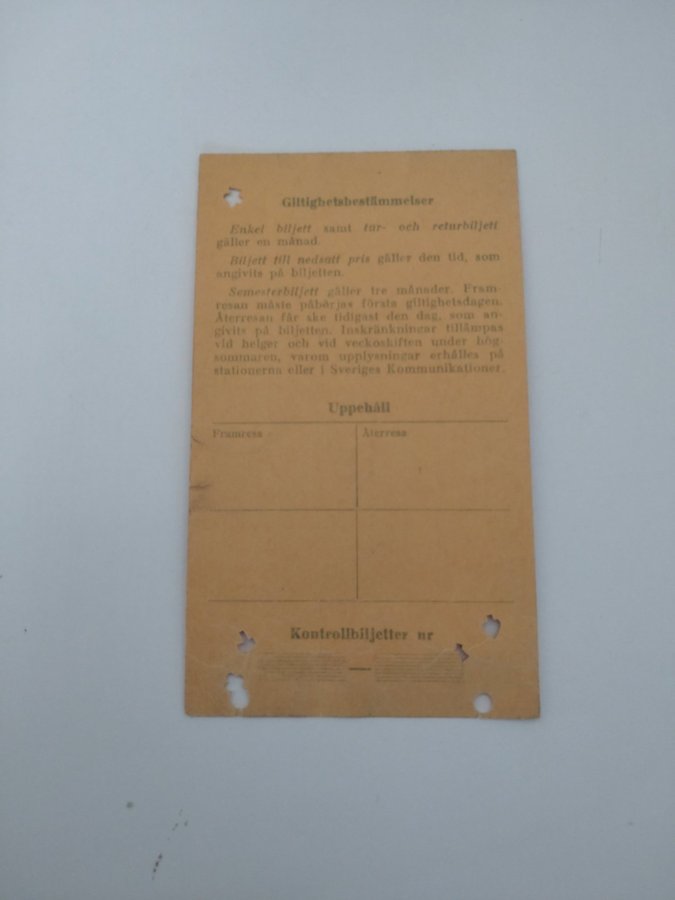 Giltighetsbestämmelser
Enkel biljett samt tur- och returbiljett
gäller en månad.
Biljett till nedsatt pris gäller den tid, som
angivits på biljetten.
Semesterbiljett gäller tre månader. Fram-
resan måste påbörjas första giltighetsdagen.
Återresan får ske tidigast den dag, som an-
givits på biljetten. Inskränkningar tillämpas
vid helger och vid veckoskiften under hög-
sommaren, varom upplysningar erhålles på
stationerna eller i Sveriges Kommunikationer.
Uppehåll
Framresa Återresa
Kontrollbiljetter nr
—